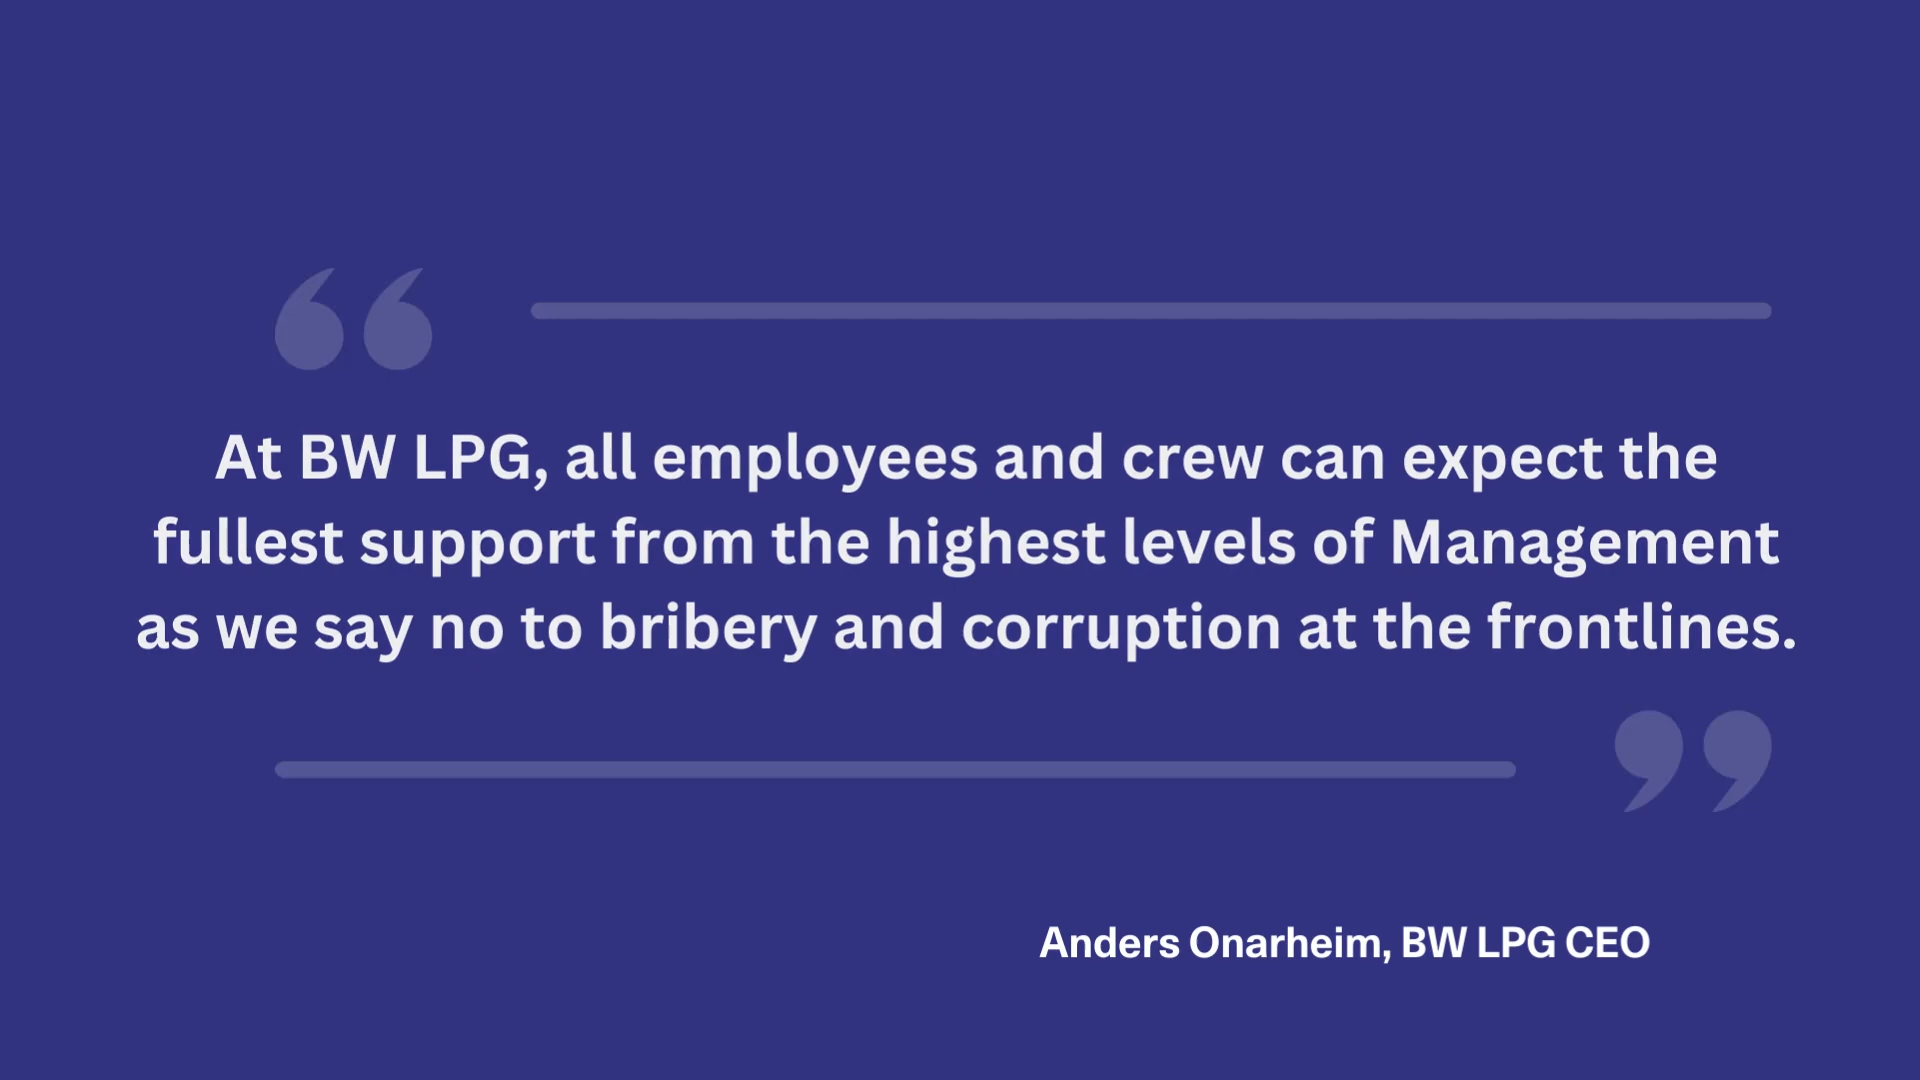 “
At BW LPG, all employees and crew can expect the
fullest support from the highest levels of Management
as we say no to bribery and corruption at the frontlines.
”
Anders Onarheim, BW LPG CEO